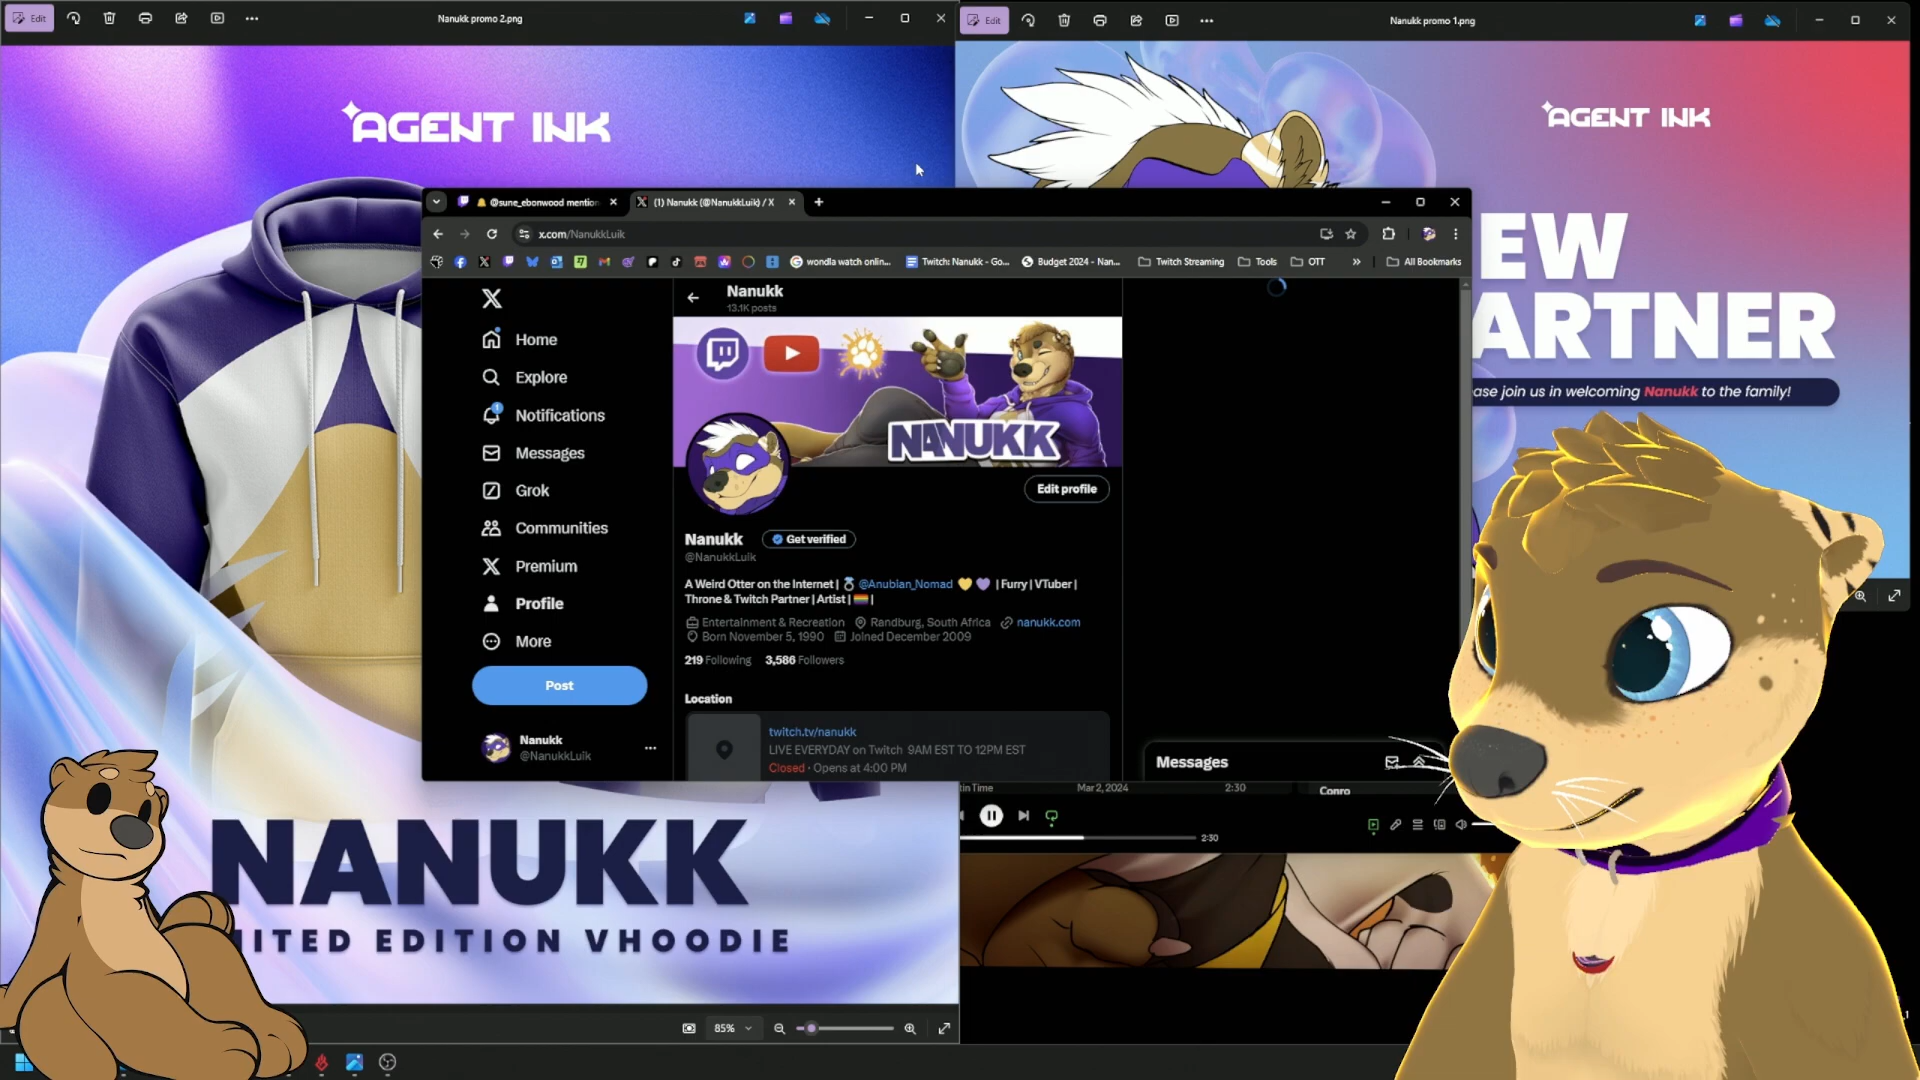 Edit
Nanukk promo 2.png
Edit
Nanukk promo 1.png
AGENT INK
AGENT INK
@sune_ebonwood mention
(1) Nanukk (@NanukkLuik) / X
x.com/NanukkLuik
wondla watch onlin...
Twitch: Nanukk - Go...
Budget 2024 - Nan...
Twitch Streaming
Tools
OTT
All Bookmarks
EW
ARTNER
ase join us in welcoming Nanukk to the family!
Home
Explore
Notifications
1
Messages
Grok
Communities
Premium
Profile
More
Post
Nanukk
@NanukkLuik
Nanukk
13.1K posts
NANUKK
Edit profile
Nanukk
Get verified
@NanukkLuik
A Weird Otter on the Internet | @Anubian_Nomad | Furry | VTuber |
Throne & Twitch Partner | Artist | |
Entertainment & Recreation Randburg, South Africa nanukk.com
Born November 5, 1990 Joined December 2009
219 Following 3,586 Followers
Location
twitch.tv/nanukk
LIVE EVERYDAY on Twitch 9AM EST TO 12PM EST
Closed · Opens at 4:00 PM
Messages
tin Time
Mar 2, 2024
2:30
Conro
2:30
NANUKK
ITED EDITION VHOODIE
85%